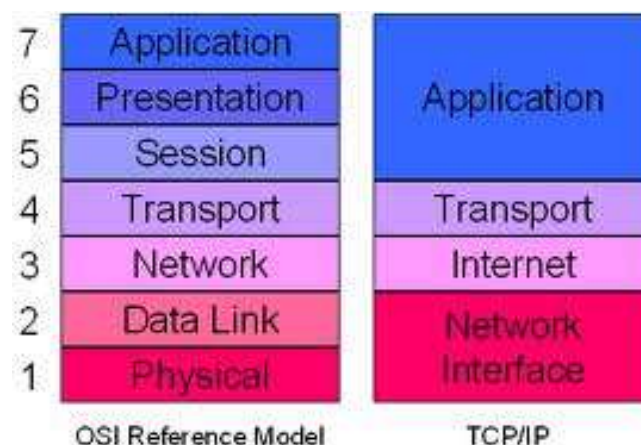 7 Application
6 Presentation
5 Session
4 Transport
3 Network
2 Data Link
1 Physical
OSI Reference Model
Application
Transport
Internet
Network
Interface
TCP/IP